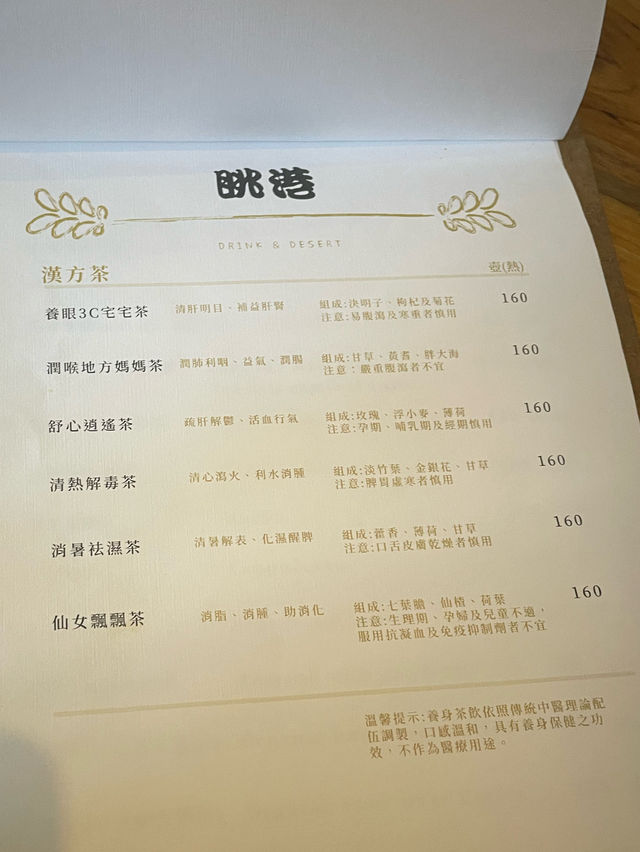 眺港
DRINK & DESERT
漢方茶 壺(熱)
養眼3C宅宅茶 清肝明目、補益肝腎 組成:決明子、枸杞及菊花 160
注意:易腹瀉及寒重者慎用
潤喉地方媽媽茶 潤肺利咽、益氣、潤腸 組成:甘草、黃耆、胖大海 160
注意：嚴重腹瀉者不宜
舒心逍遙茶 疏肝解鬱、活血行氣 組成:玫瑰、浮小麥、薄荷 160
注意:孕期、哺乳期及經期慎用
清熱解毒茶 清心瀉火、利水消腫 組成:淡竹葉、金銀花、甘草 160
注意:脾胃虛寒者慎用
消暑祛濕茶 清暑解表、化濕醒脾 組成:藿香、薄荷、甘草 160
注意:口舌皮膚乾燥者慎用
仙女飄飄茶 消脂、消腫、助消化 組成:七葉膽、仙楂、荷葉 160
注意:生理期、孕婦及兒童不適，
服用抗凝血及免疫抑制劑者不宜
溫馨提示:養身茶飲依照傳統中醫理論配
伍調製，口感溫和，具有養身保健之功
效，不作為醫療用途。